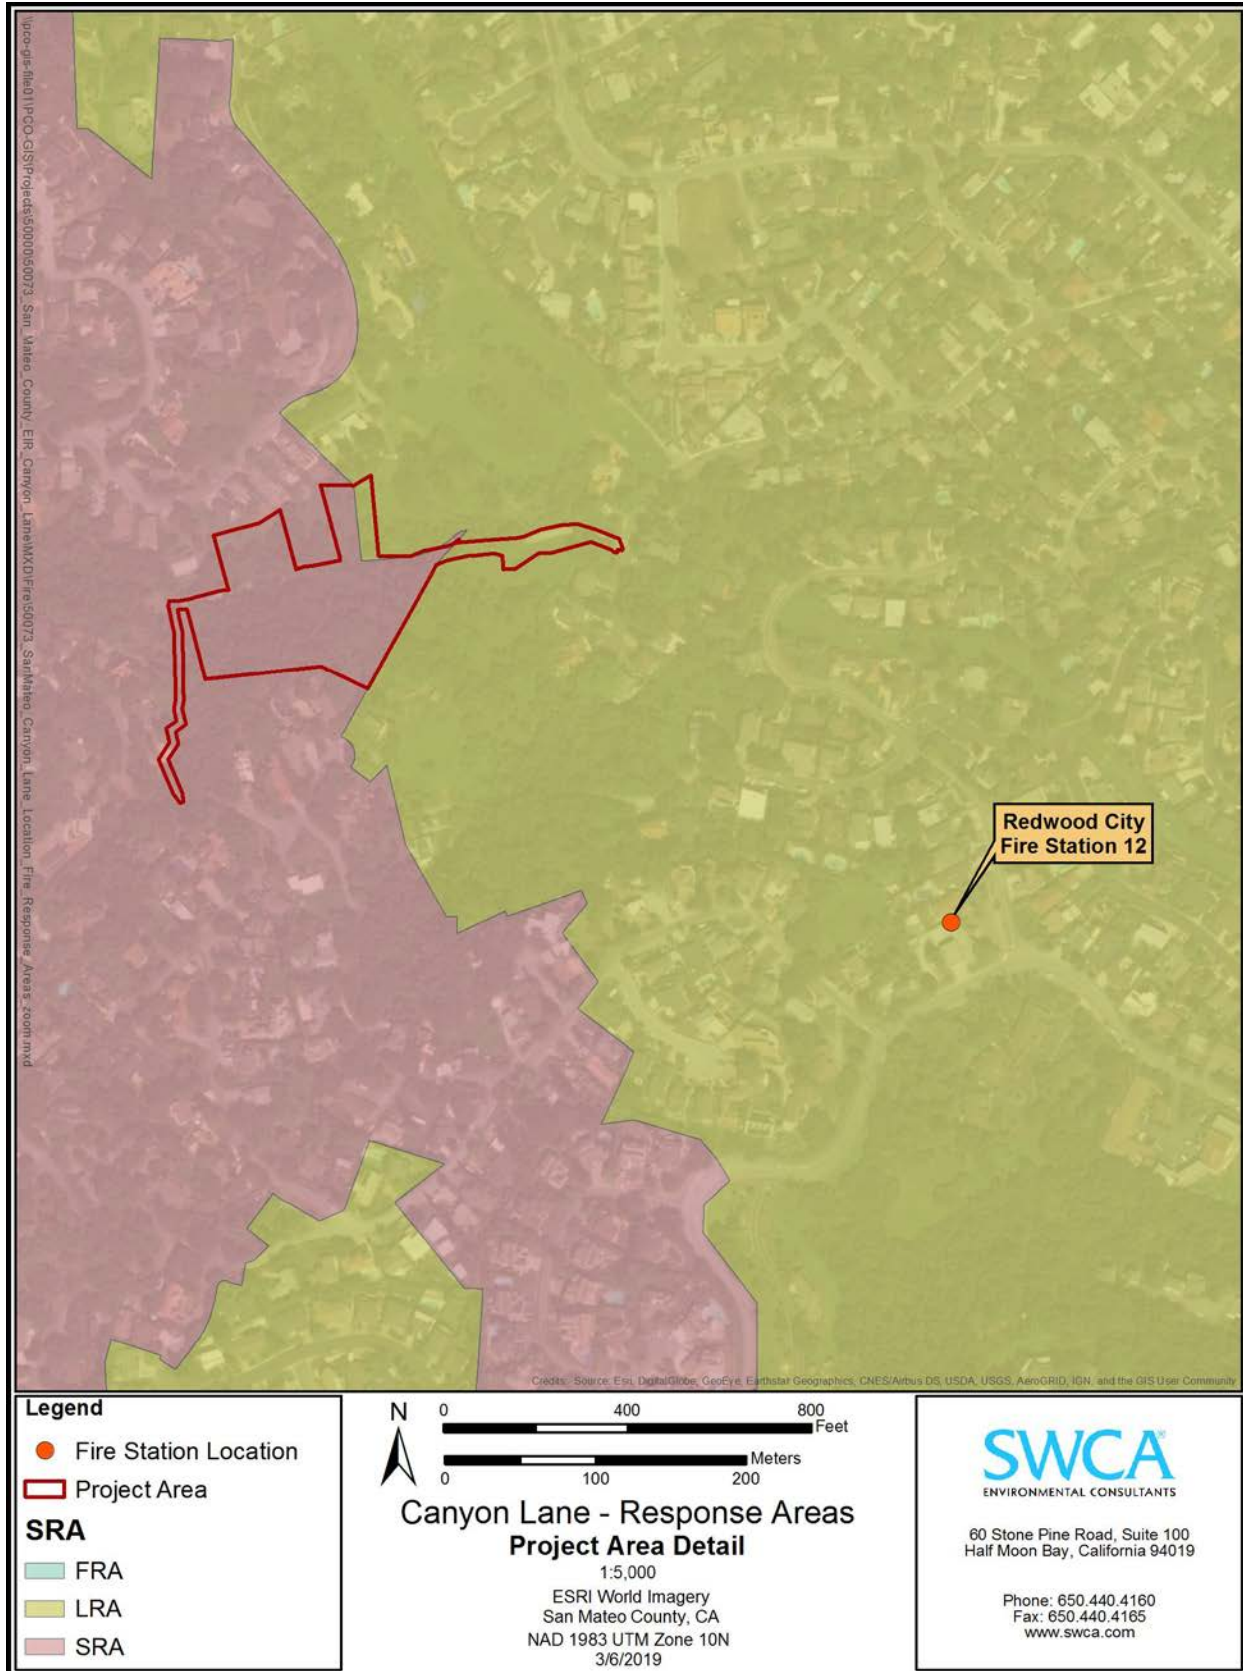 \\pco-gis-file01\PCO-GIS\Projects\50000\50073_San_Mateo_County_EIR_Canyon_Lane\MXD\Fire\50073_SanMateo_Canyon_Lane_Location_Fire_Response_Areas_zoom.mxd
Redwood City
Fire Station 12
Credits: Source: Esri, DigitalGlobe, GeoEye, Earthstar Geographics, CNES/Airbus DS, USDA, USGS, AeroGRID, IGN, and the GIS User Community
Legend
Fire Station Location
Project Area
SRA
FRA
LRA
SRA
N
0 400 800
Feet
Meters
0 100 200
Canyon Lane - Response Areas
Project Area Detail
1:5,000
ESRI World Imagery
San Mateo County, CA
NAD 1983 UTM Zone 10N
3/6/2019
SWCA®
ENVIRONMENTAL CONSULTANTS
60 Stone Pine Road, Suite 100
Half Moon Bay, California 94019
Phone: 650.440.4160
Fax: 650.440.4165
www.swca.com